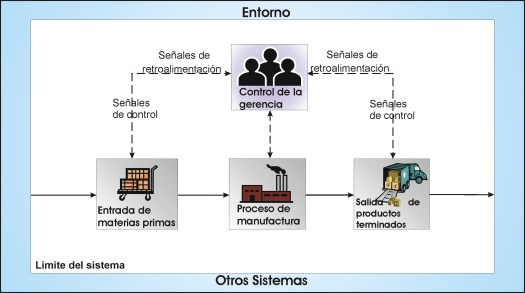 Entorno
Señales de
retroalimentación
Señales de
retroalimentación
Control de la
gerencia
Señales
de control
Señales
de control
Entrada de
materias primas
Proceso de
manufactura
Salida de
productos
terminados
Límite del sistema
Otros Sistemas